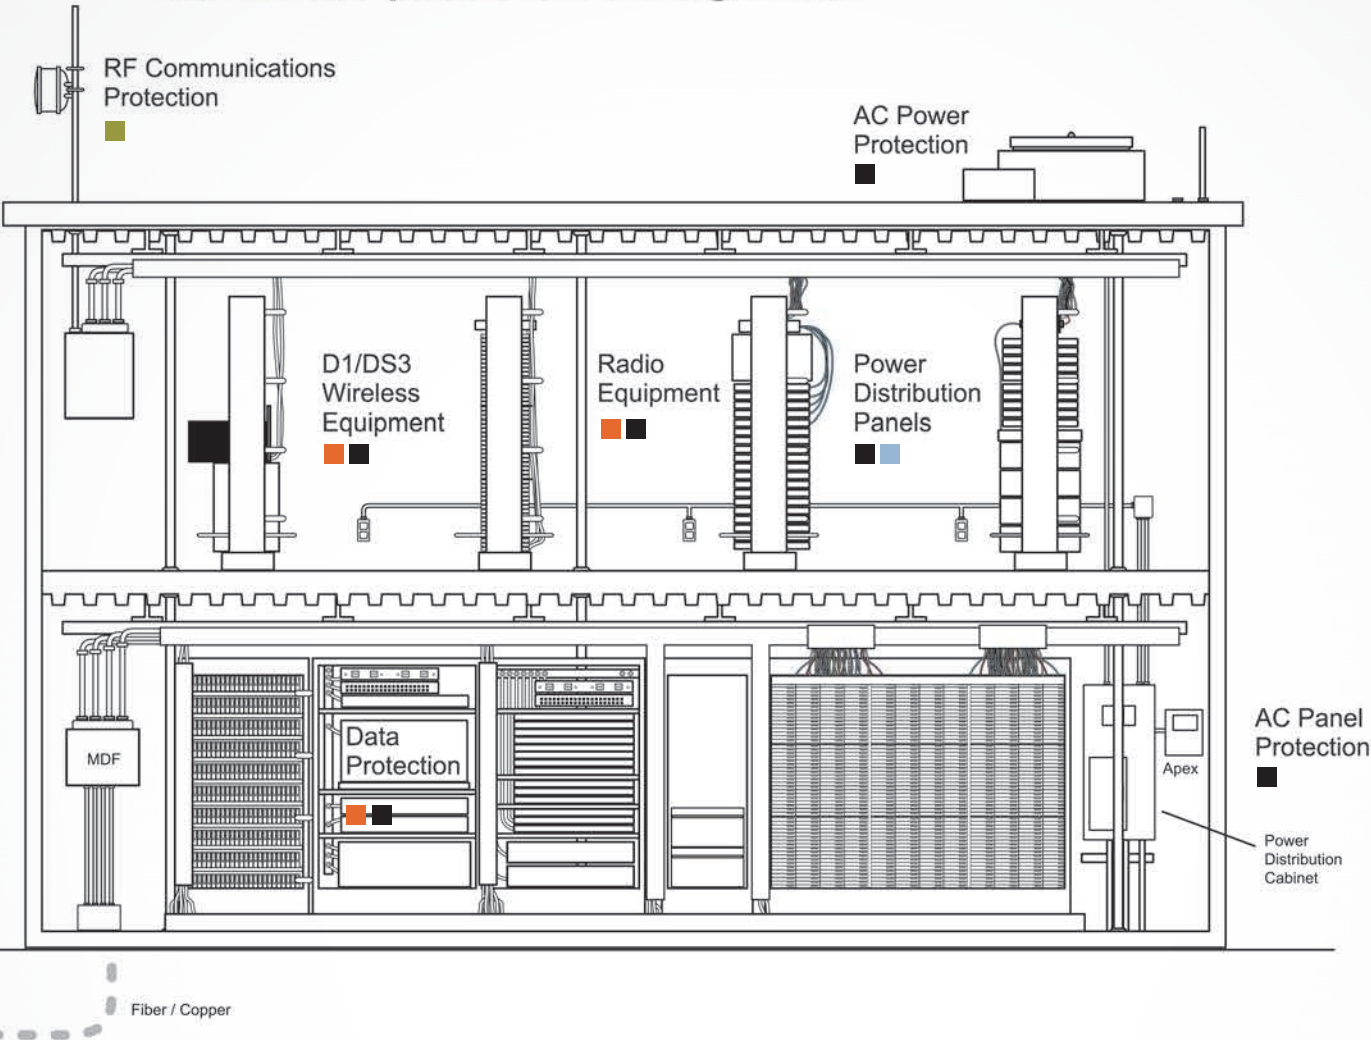 RF Communications
Protection
AC Power
Protection
D1/DS3
Wireless
Equipment
Radio
Equipment
Power
Distribution
Panels
Data
Protection
MDF
Apex
AC Panel
Protection
Power
Distribution
Cabinet
Fiber / Copper